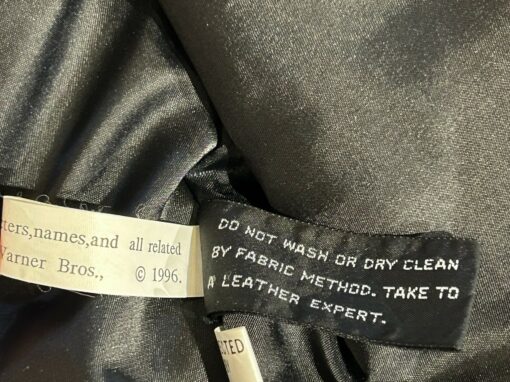 ters,names,and all related
Warner Bros., © 1996.
DO NOT WASH OR DRY CLEAN
BY FABRIC METHOD. TAKE TO
A LEATHER EXPERT.